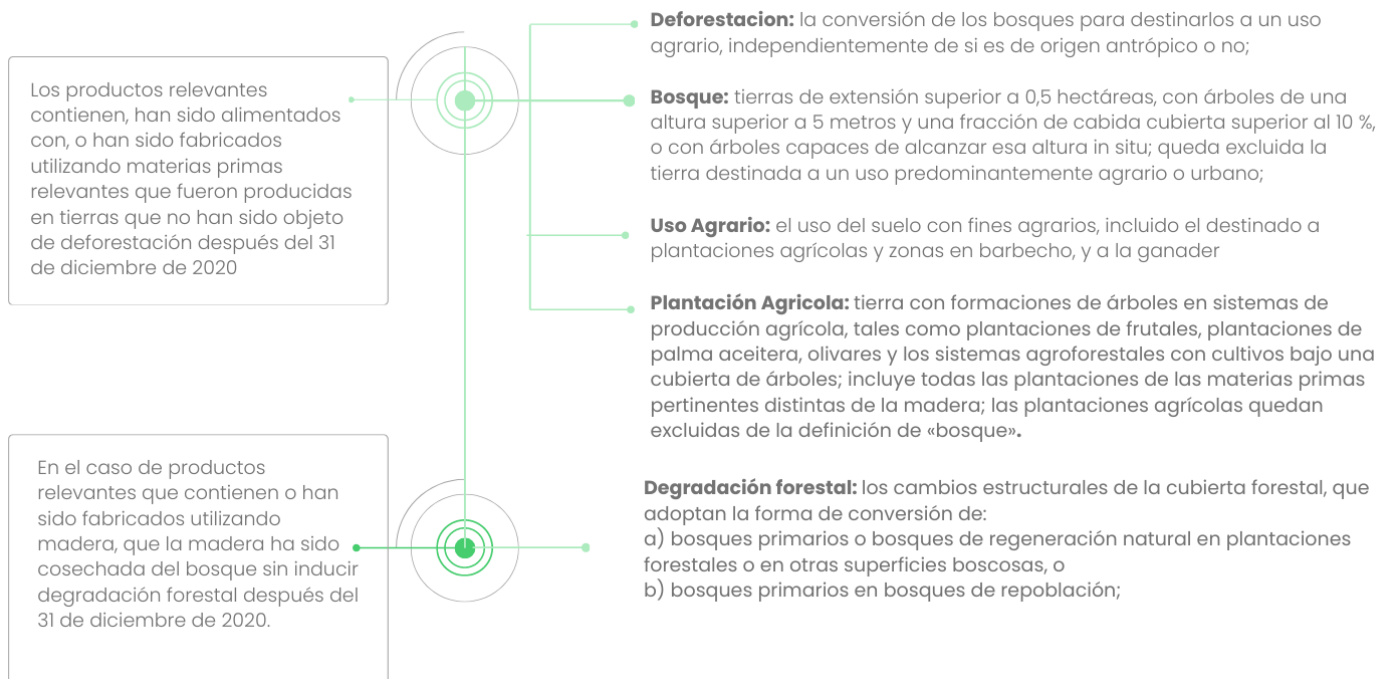 Los productos relevantes
contienen, han sido alimentados
con, o han sido fabricados
utilizando materias primas
relevantes que fueron producidas
en tierras que no han sido objeto
de deforestación después del 31
de diciembre de 2020
Deforestacion: la conversión de los bosques para destinarlos a un uso
agrario, independientemente de si es de origen antrópico o no;
Bosque: tierras de extensión superior a 0,5 hectáreas, con árboles de una
altura superior a 5 metros y una fracción de cabida cubierta superior al 10 %,
o con árboles capaces de alcanzar esa altura in situ; queda excluida la
tierra destinada a un uso predominantemente agrario o urbano;
Uso Agrario: el uso del suelo con fines agrarios, incluido el destinado a
plantaciones agrícolas y zonas en barbecho, y a la ganader
Plantación Agricola: tierra con formaciones de árboles en sistemas de
producción agrícola, tales como plantaciones de frutales, plantaciones de
palma aceitera, olivares y los sistemas agroforestales con cultivos bajo una
cubierta de árboles; incluye todas las plantaciones de las materias primas
pertinentes distintas de la madera; las plantaciones agrícolas quedan
excluidas de la definición de «bosque».
En el caso de productos
relevantes que contienen o han
sido fabricados utilizando
madera, que la madera ha sido
cosechada del bosque sin inducir
degradación forestal después del
31 de diciembre de 2020.
Degradación forestal: los cambios estructurales de la cubierta forestal, que
adoptan la forma de conversión de:
a) bosques primarios o bosques de regeneración natural en plantaciones
forestales o en otras superficies boscosas, o
b) bosques primarios en bosques de repoblación;